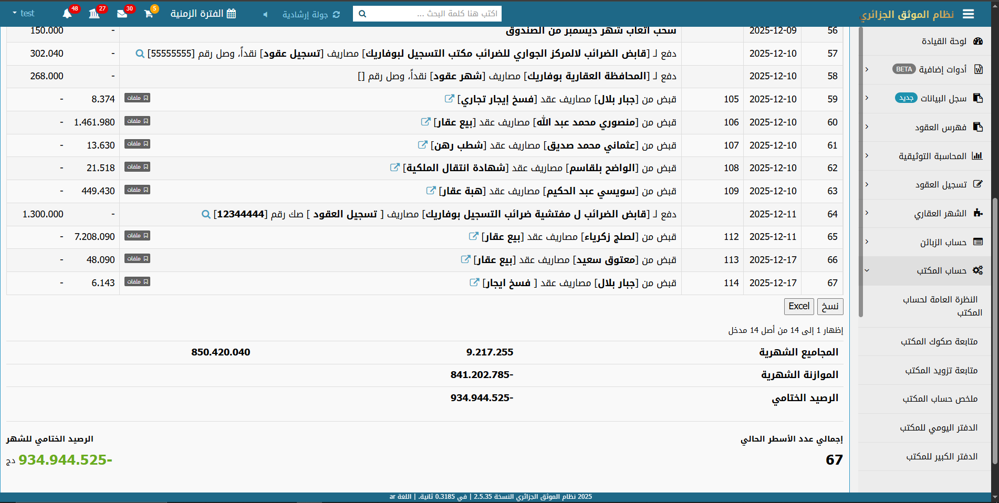 نظام الموثق الجزائري
اكتب هنا كلمة البحث ...
جولة إرشادية
الفترة الزمنية
5
30
27
48
test
لوحة القيادة
أدوات إضافية BETA
سجل البيانات جديد
فهرس العقود
المحاسبة التوثيقية
تسجيل العقود
الشهر العقاري
حساب الزبائن
حساب المكتب
النظرة العامة لحساب
المكتب
متابعة صكوك المكتب
متابعة تزويد المكتب
ملخص حساب المكتب
الدفتر اليومي للمكتب
الدفتر الكبير للمكتب
56 2025-12-09 سحب اتعاب شهر ديسمبر من الصندوق - 150.000
57 2025-12-10 دفع لـ [قابض الضرائب لالمركز الجواري للضرائب مكتب التسجيل لبوفاريك] مصاريف [تسجيل عقود] نقداً، وصل رقم [55555555] - 302.040
58 2025-12-10 دفع لـ [المحافظة العقارية بوفاريك] مصاريف [شهر عقود] نقداً، وصل رقم [] - 268.000
59 2025-12-10 105 قبض من [جبار بلال] مصاريف عقد [فسخ إيجار تجاري] ملفات 8.374 -
60 2025-12-10 106 قبض من [منصوري محمد عبد الله] مصاريف عقد [بيع عقار] ملفات 1.461.980 -
61 2025-12-10 107 قبض من [عثماني محمد صديق] مصاريف عقد [شطب رهن] ملفات 13.630 -
62 2025-12-10 108 قبض من [الواضح بلقاسم] مصاريف عقد [شهادة انتقال الملكية] ملفات 21.518 -
63 2025-12-10 109 قبض من [سويسي عبد الحكيم] مصاريف عقد [هبة عقار] ملفات 449.430 -
64 2025-12-11 دفع لـ [قابض الضرائب ل مفتشية ضرائب التسجيل بوفاريك] مصاريف [ تسجيل العقود ] صك رقم [12344444] - 1.300.000
65 2025-12-11 112 قبض من [لصلج زكرياء] مصاريف عقد [بيع عقار] ملفات 7.208.090 -
66 2025-12-17 113 قبض من [معتوق سعيد] مصاريف عقد [بيع عقار] ملفات 48.090 -
67 2025-12-17 114 قبض من [جبار بلال] مصاريف عقد [ فسخ ايجار] ملفات 6.143 -
نسخ Excel
إظهار 1 إلى 14 من أصل 14 مدخل
المجاميع الشهرية 9.217.255 850.420.040
الموازنة الشهرية 841.202.785-
الرصيد الختامي 934.944.525-
إجمالي عدد الأسطر الحالي
67
الرصيد الختامي للشهر
934.944.525- دج
2025 نظام الموثق الجزائري النسخة 2.5.35 | في 0.3185 ثانية. | اللغة ar